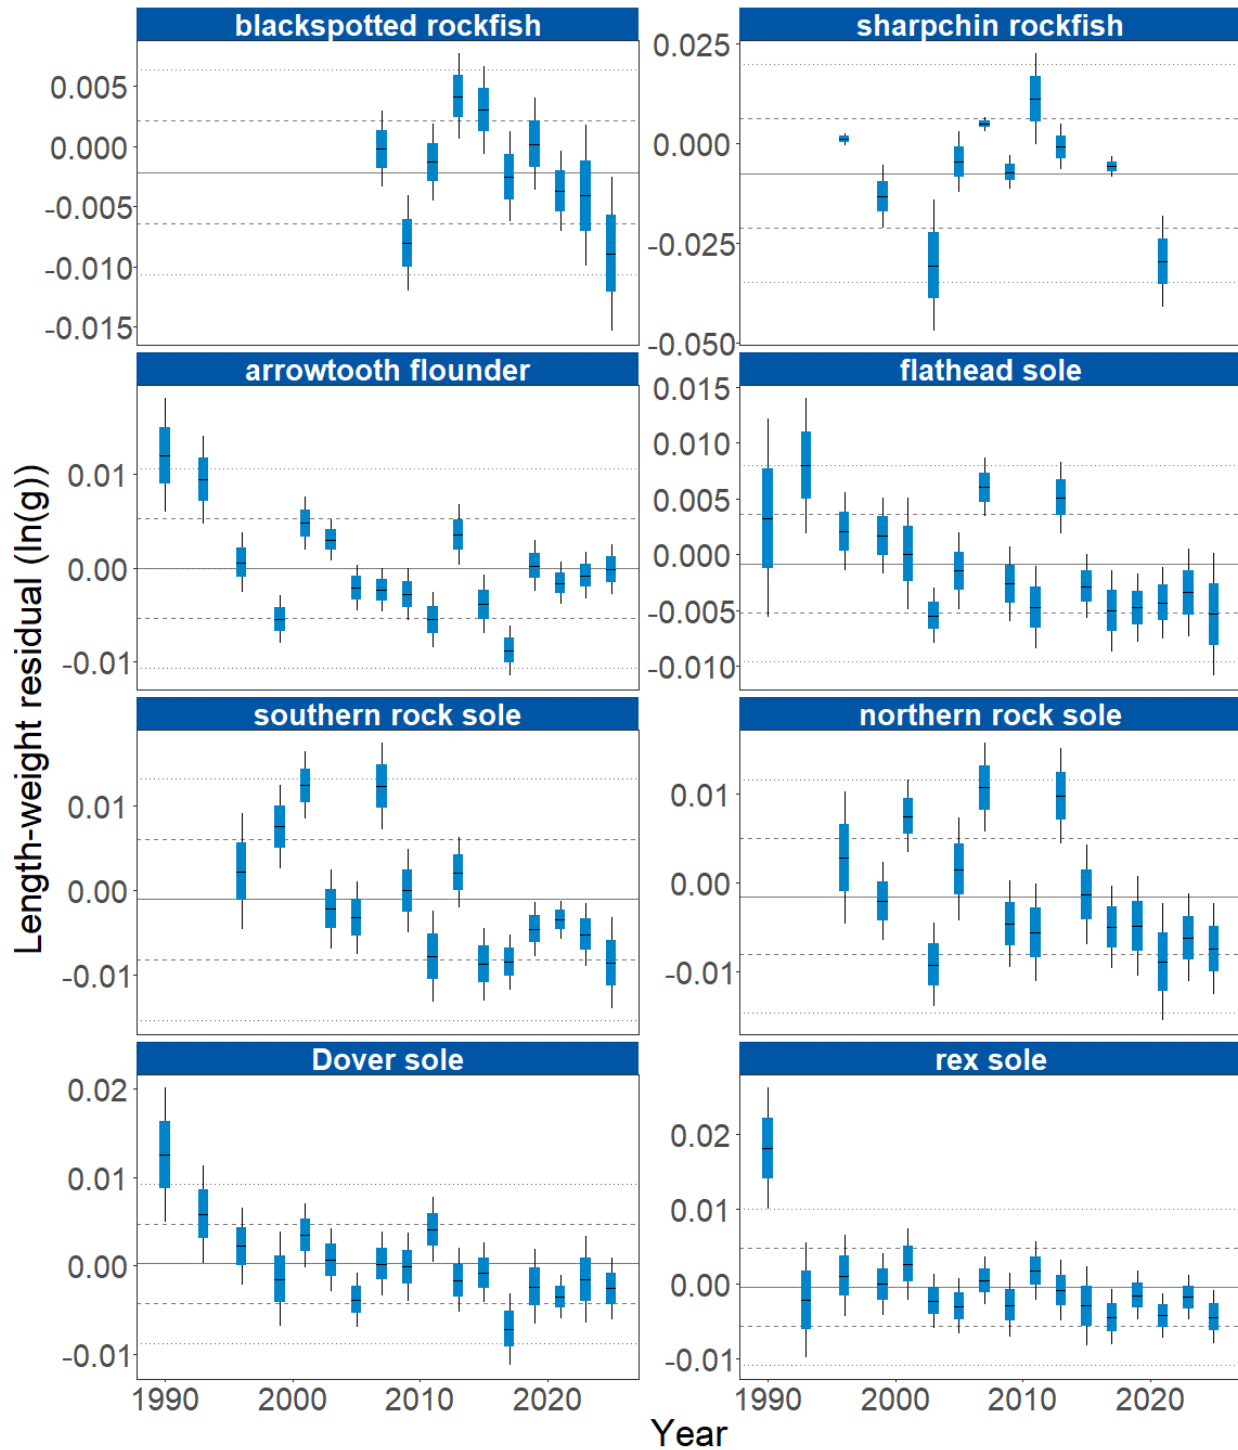 blackspotted rockfish
sharpchin rockfish
0.005
0.000
-0.005
-0.010
-0.015
0.025
0.000
-0.025
-0.050
arrowtooth flounder
flathead sole
0.01
0.00
-0.01
0.015
0.010
0.005
0.000
-0.005
-0.010
Length-weight residual (ln(g))
southern rock sole
northern rock sole
0.01
0.00
-0.01
0.01
0.00
-0.01
Dover sole
rex sole
0.02
0.01
0.00
-0.01
0.02
0.01
0.00
-0.01
1990 2000 2010 2020
1990 2000 2010 2020
Year